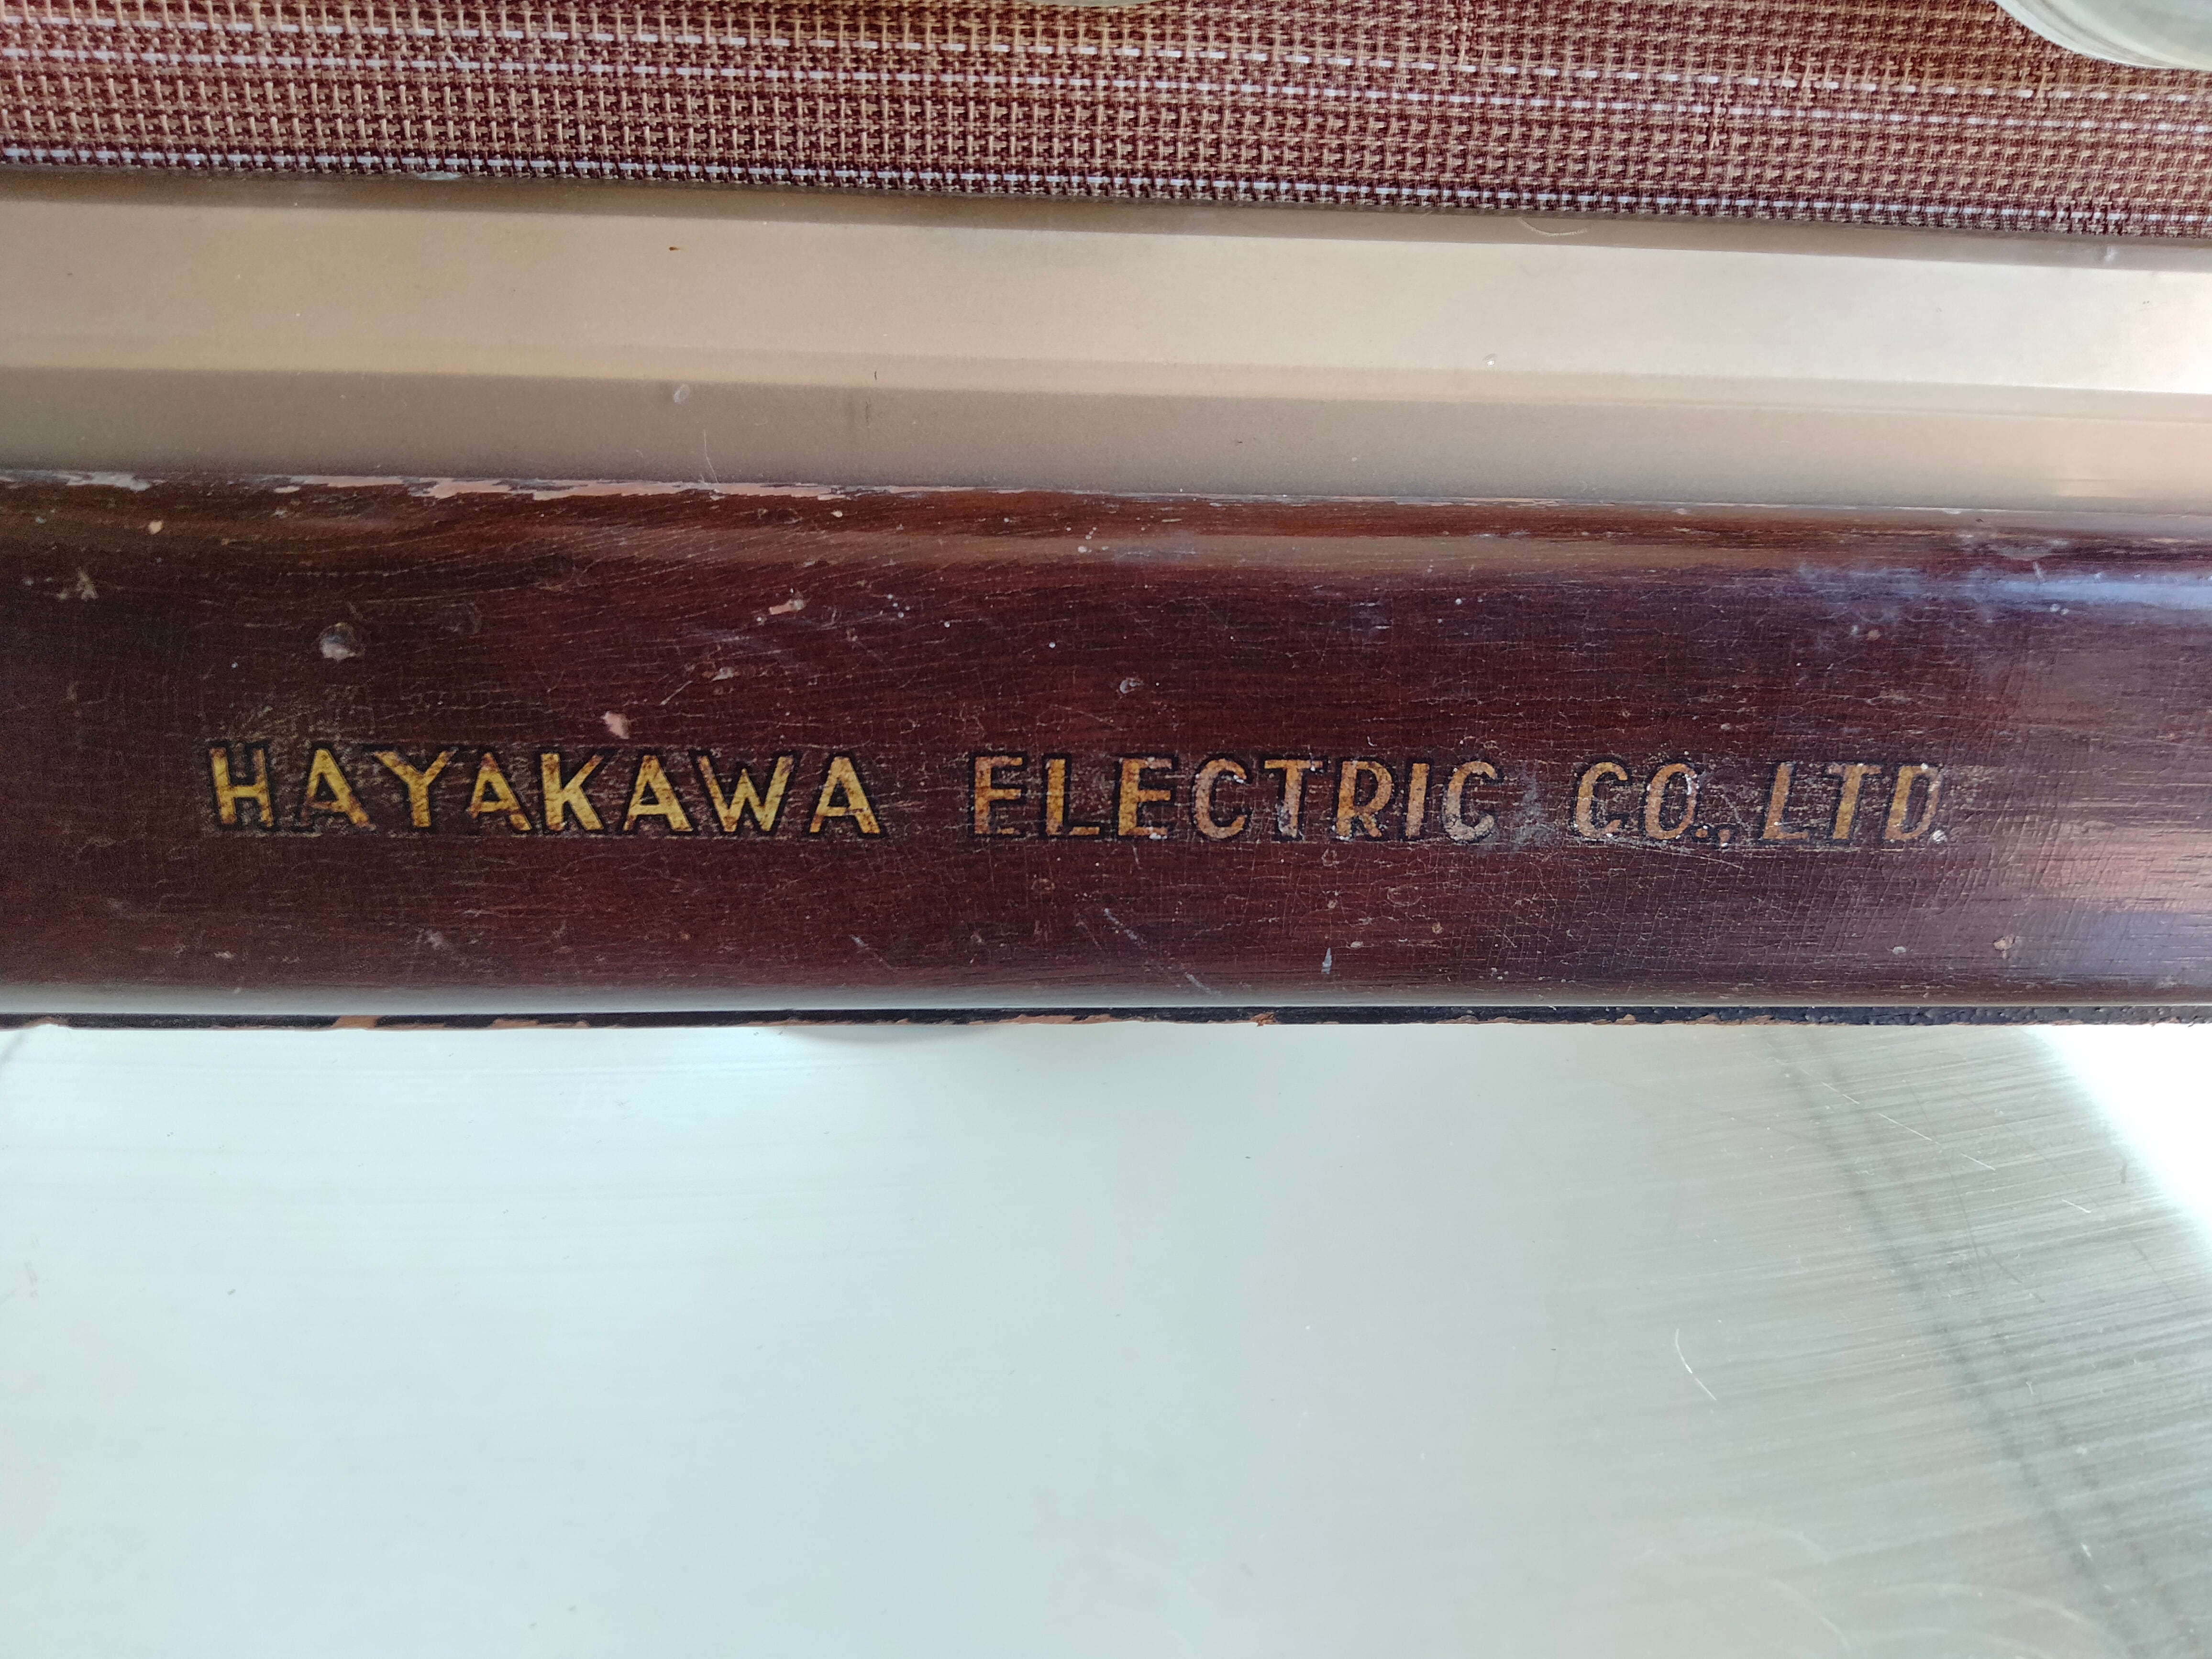 HAYAKAWA ELECTRIC CO., LTD.